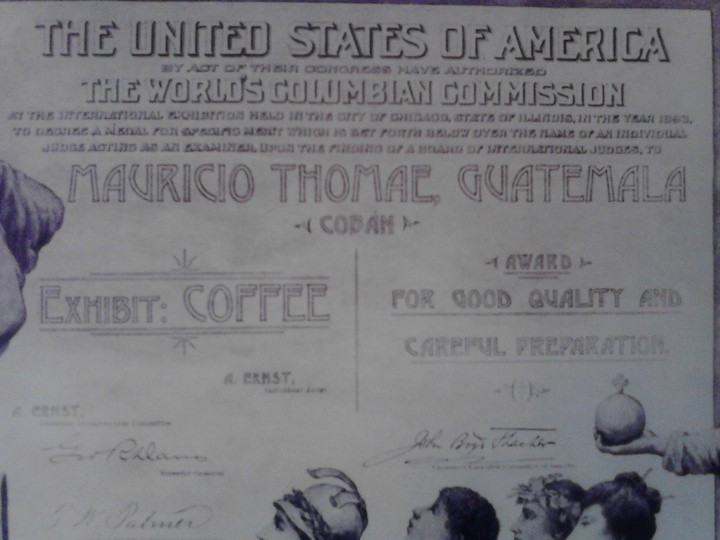 THE UNITED STATES OF AMERICA
BY ACT OF THEIR CONGRESS HAVE AUTHORIZED
THE WORLD'S COLUMBIAN COMMISSION
AT THE INTERNATIONAL EXHIBITION HELD IN THE CITY OF CHICAGO, STATE OF ILLINOIS, IN THE YEAR 1893,
TO DECREE A MEDAL FOR SPECIFIC MERIT WHICH IS SET FORTH BELOW OVER THE NAME OF AN INDIVIDUAL
JUDGE ACTING AS AN EXAMINER, UPON THE FINDING OF A BOARD OF INTERNATIONAL JUDGES, TO
MAURICIO THOMAE, GUATEMALA
COBÁN
EXHIBIT: COFFEE
A. ERNST,
A. ERNST,
AWARD
FOR GOOD QUALITY AND
CAREFUL PREPARATION.
John Boyd Thacher
Palmer